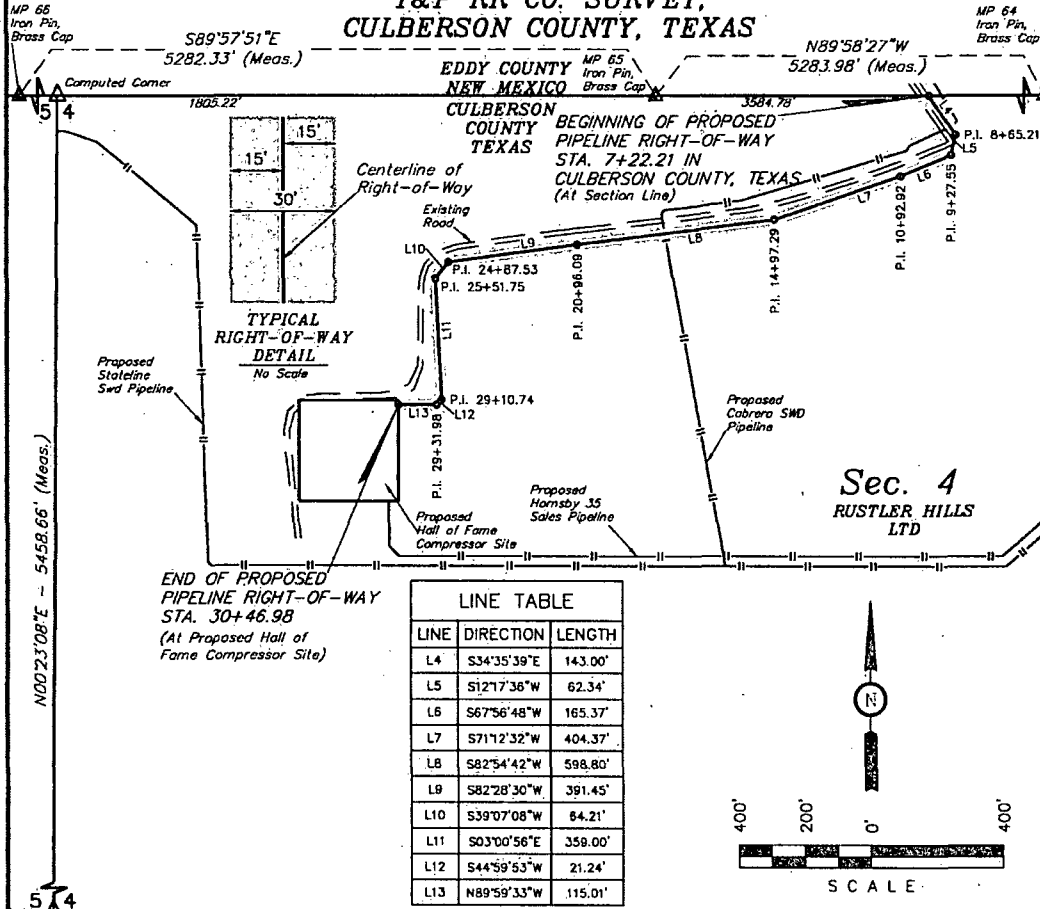 T&P RR CO. SURVEY,
CULBERSON COUNTY, TEXAS
MP 66
Iron Pin,
Brass Cap
S89°57'51"E
5282.33' (Meas.)
MP 65
Iron Pin,
Brass Cap
N89°58'27"W
5283.98' (Meas.)
MP 64
Iron Pin,
Brass Cap
5 4
Computed Corner
1805.22'
EDDY COUNTY
NEW MEXICO
CULBERSON
COUNTY
TEXAS
3584.78'
BEGINNING OF PROPOSED
PIPELINE RIGHT-OF-WAY
STA. 7+22.21 IN
CULBERSON COUNTY, TEXAS
(At Section Line)
L4
P.I. 8+65.21
L5
L6
P.I. 9+27.55
L7
P.I. 10+92.92
L8
P.I. 14+97.29
L9
P.I. 20+96.09
L10
P.I. 24+87.53
P.I. 25+51.75
L11
P.I. 29+10.74
L12
L13
P.I. 29+31.98
15'
15'
30'
Centerline of
Right-of-Way
Existing
Road
TYPICAL
RIGHT-OF-WAY
DETAIL
No Scale
Proposed
Stateline
Swd Pipeline
Proposed
Cabrero SWD
Pipeline
Proposed
Hornsby 35
Sales Pipeline
Proposed
Hall of Fame
Compressor Site
Sec. 4
RUSTLER HILLS
LTD
END OF PROPOSED
PIPELINE RIGHT-OF-WAY
STA. 30+46.98
(At Proposed Hall of
Fame Compressor Site)
N00°23'08"E - 5458.66' (Meas.)
LINE TABLE
LINE DIRECTION LENGTH
L4 S34°35'39"E 143.00'
L5 S12°17'36"W 62.34'
L6 S67°56'48"W 165.37'
L7 S71°12'32"W 404.37'
L8 S82°54'42"W 598.80'
L9 S82°28'30"W 391.45'
L10 S39°07'08"W 64.21'
L11 S03°00'56"E 359.00'
L12 S44°59'53"W 21.24'
L13 N89°59'33"W 115.01'
N
400' 200' 0' 400'
SCALE
5 4